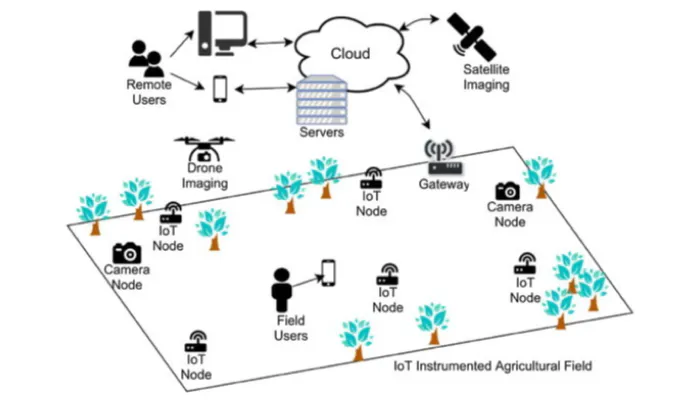 Cloud
Remote
Users
Satellite
Imaging
Servers
Drone
Imaging
Gateway
IoT
Node
Camera
Node
IoT
Node
Camera
Node
IoT
Node
IoT
Node
Field
Users
IoT
Node
IoT Instrumented Agricultural Field